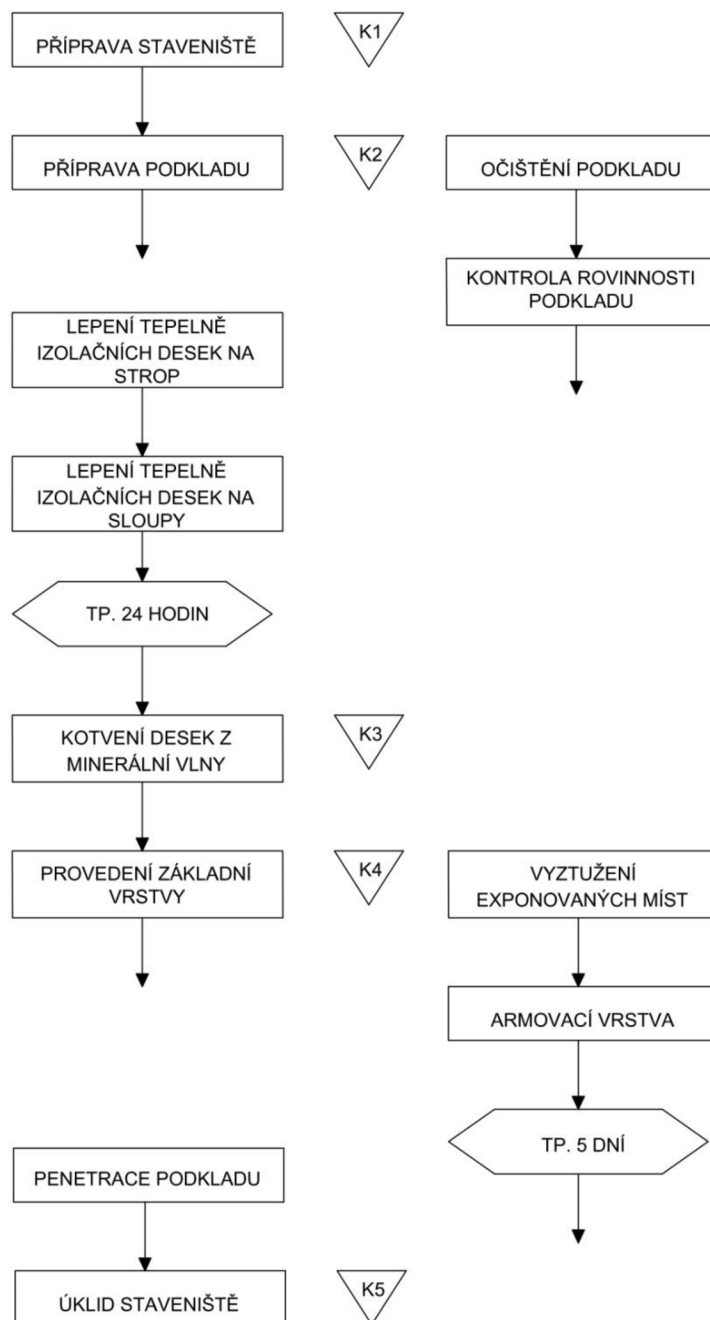 PŘÍPRAVA STAVENIŠTĚ
K1
PŘÍPRAVA PODKLADU
K2
OČIŠTĚNÍ PODKLADU
KONTROLA ROVINNOSTI
PODKLADU
LEPENÍ TEPELNĚ
IZOLAČNÍCH DESEK NA
STROP
LEPENÍ TEPELNĚ
IZOLAČNÍCH DESEK NA
SLOUPY
TP. 24 HODIN
KOTVENÍ DESEK Z
MINERÁLNÍ VLNY
K3
PROVEDENÍ ZÁKLADNÍ
VRSTVY
K4
VYZTUŽENÍ
EXPONOVANÝCH MÍST
ARMOVACÍ VRSTVA
TP. 5 DNÍ
PENETRACE PODKLADU
ÚKLID STAVENIŠTĚ
K5